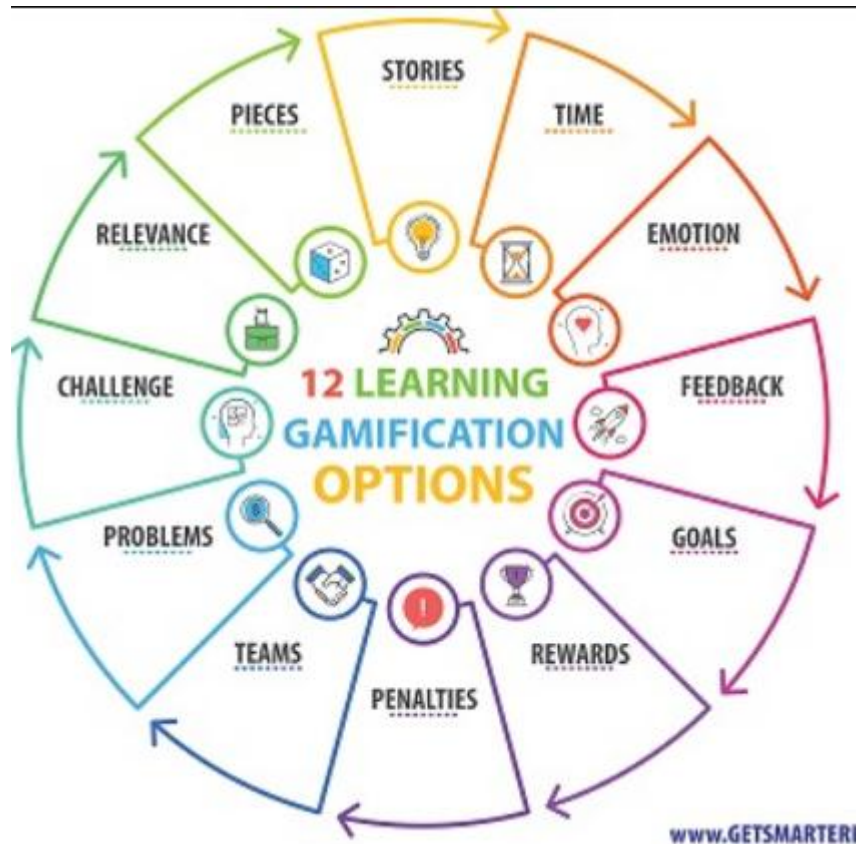 STORIES
TIME
EMOTION
FEEDBACK
GOALS
REWARDS
PENALTIES
TEAMS
PROBLEMS
CHALLENGE
RELEVANCE
PIECES
12 LEARNING
GAMIFICATION
OPTIONS
www.GETSMARTER